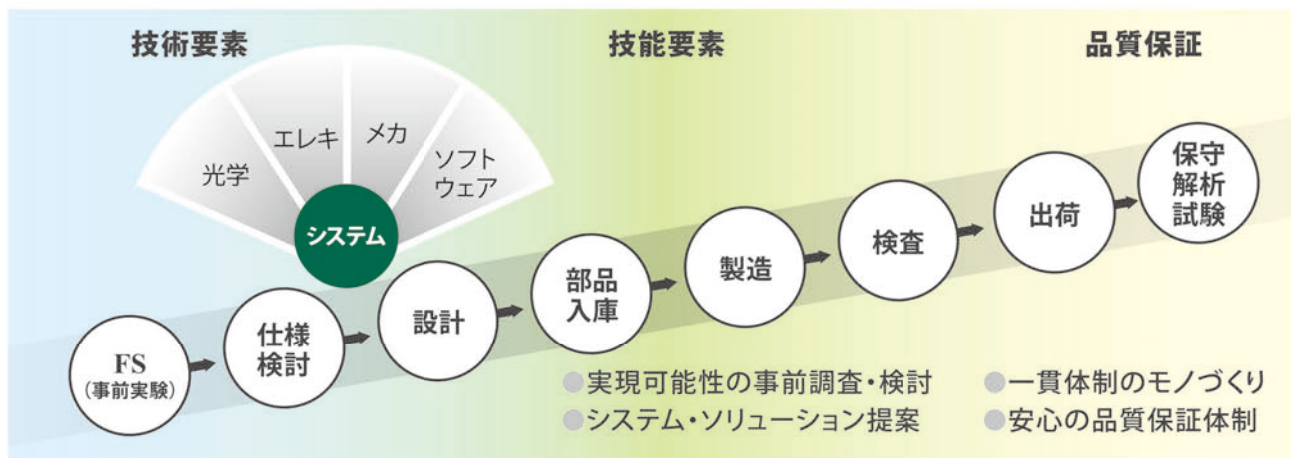 技術要素
技能要素
品質保証
光学
エレキ
メカ
ソフト
ウェア
システム
FS
(事前実験)
仕様
検討
設計
部品
入庫
製造
検査
出荷
保守
解析
試験
●実現可能性の事前調査・検討
●システム・ソリューション提案
●一貫体制のモノづくり
●安心の品質保証体制